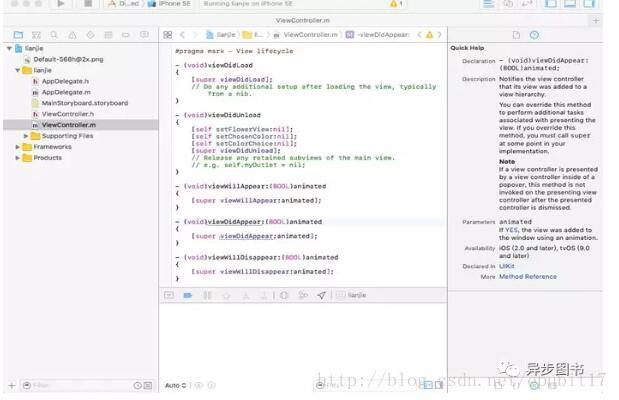 iPhone SE
Running lianjie on iPhone SE
1
ViewController.m
lianjie
ViewController.m
-viewDidAppear:
lianjie
Default-568h@2x.png
lianjie
AppDelegate.h
AppDelegate.m
MainStoryboard.storyboard
ViewController.h
ViewController.m
Supporting Files
Frameworks
Products
#pragma mark - View lifecycle
- (void)viewDidLoad
{
[super viewDidLoad];
// Do any additional setup after loading the view, typically
from a nib.
}
- (void)viewDidUnload
{
[self setFlowerView:nil];
[self setChosenColor:nil];
[self setColorChoice:nil];
[super viewDidUnload];
// Release any retained subviews of the main view.
// e.g. self.myOutlet = nil;
}
- (void)viewWillAppear:(BOOL)animated
{
[super viewWillAppear:animated];
}
- (void)viewDidAppear:(BOOL)animated
{
[super viewDidAppear:animated];
}
- (void)viewWillDisappear:(BOOL)animated
{
[super viewWillDisappear:animated];
}
lianjie
Quick Help
Declaration - (void)viewDidAppear:
(BOOL)animated;
Description Notifies the view controller
that its view was added to a
view hierarchy.
You can override this method
to perform additional tasks
associated with presenting the
view. If you override this
method, you must call super at
some point in your
implementation.
Note
If a view controller is presented
by a view controller inside of a
popover, this method is not
invoked on the presenting view
controller after the presented
controller is dismissed.
Parameters animated
If YES, the view was added to
the window using an animation.
Availability iOS (2.0 and later), tvOS (9.0
and later)
Declared In UIKit
More Method Reference
Filter
Auto
Filter
异步图书